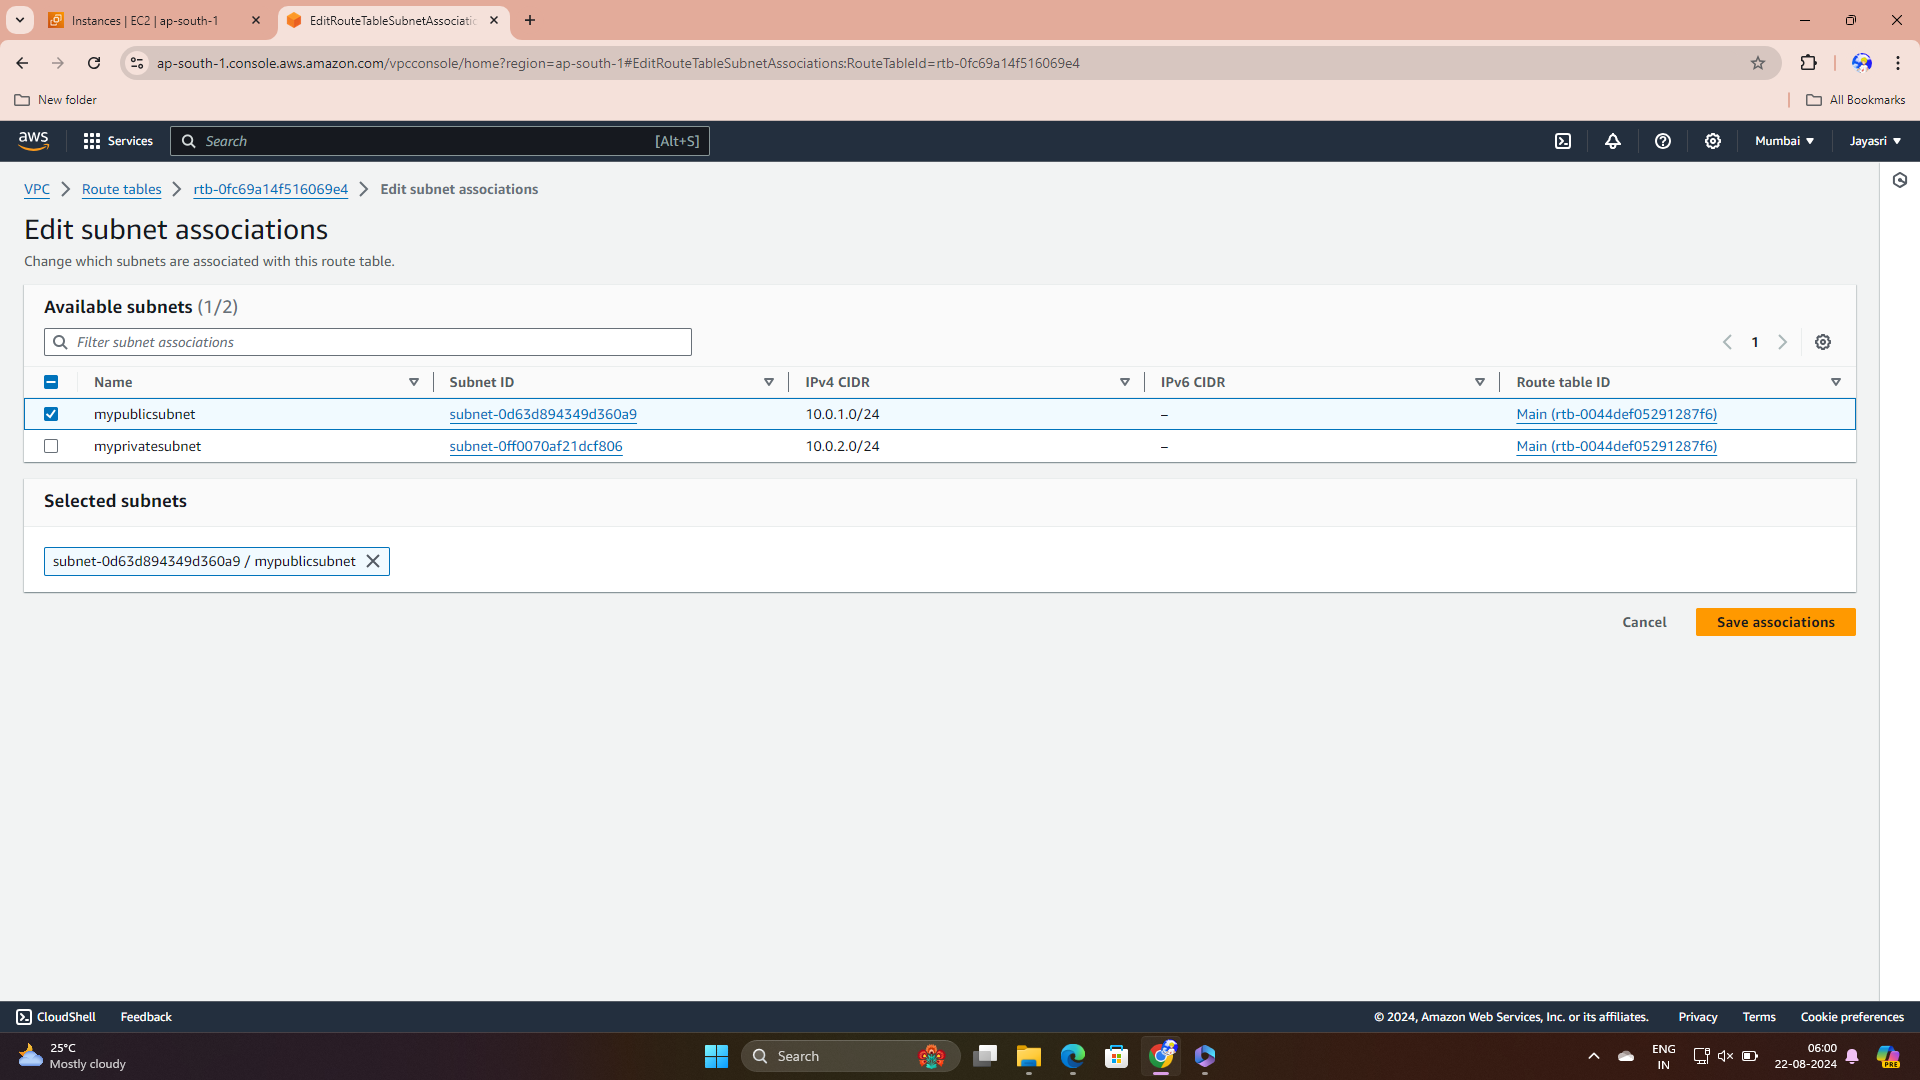 Instances | EC2 | ap-south-1
EditRouteTableSubnetAssociatio
ap-south-1.console.aws.amazon.com/vpcconsole/home?region=ap-south-1#EditRouteTableSubnetAssociations:RouteTableId=rtb-0fc69a14f516069e4
New folder
All Bookmarks
aws
Services
Search
[Alt+S]
Mumbai
Jayasri
VPC
Route tables
rtb-0fc69a14f516069e4
Edit subnet associations
Edit subnet associations
Change which subnets are associated with this route table.
Available subnets (1/2)
Filter subnet associations
1
Name Subnet ID IPv4 CIDR IPv6 CIDR Route table ID
mypublicsubnet subnet-0d63d894349d360a9 10.0.1.0/24 – Main (rtb-0044def05291287f6)
myprivatesubnet subnet-0ff0070af21dcf806 10.0.2.0/24 – Main (rtb-0044def05291287f6)
Selected subnets
subnet-0d63d894349d360a9 / mypublicsubnet
Cancel
Save associations
CloudShell
Feedback
© 2024, Amazon Web Services, Inc. or its affiliates.
Privacy
Terms
Cookie preferences
25°C
Mostly cloudy
Search
ENG
IN
06:00
22-08-2024
PRE